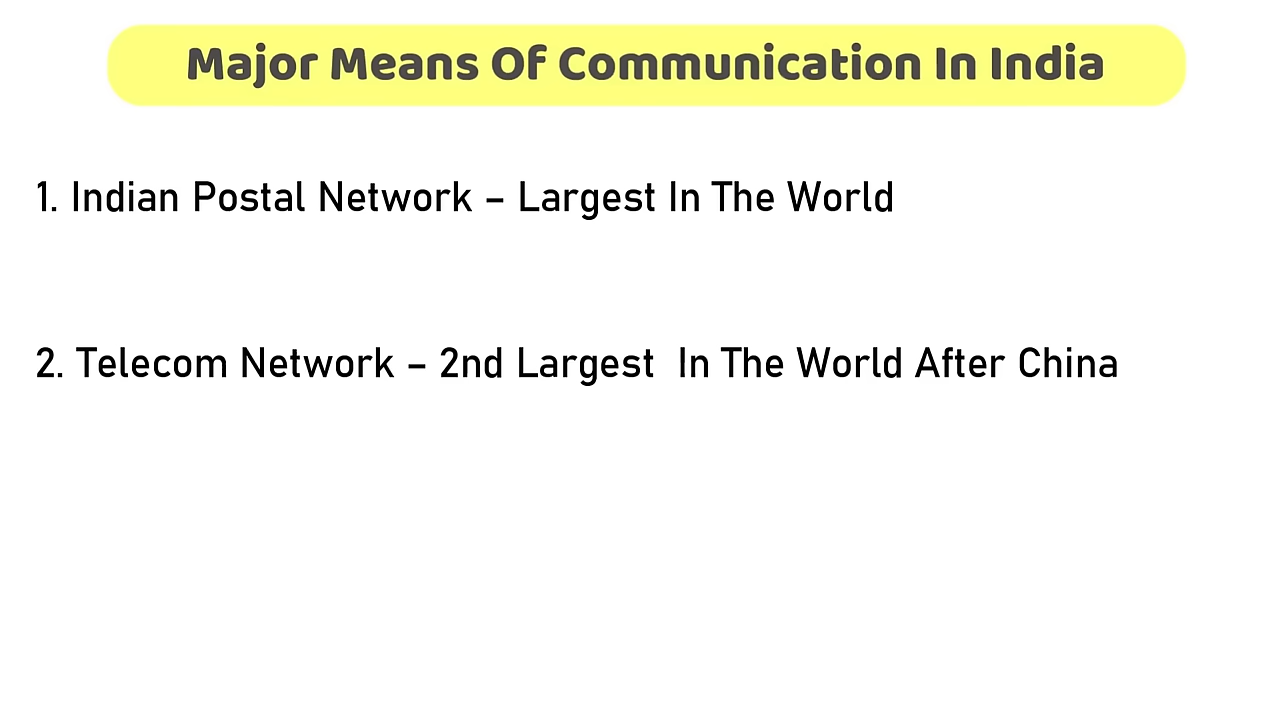 Major Means Of Communication In India
1. Indian Postal Network – Largest In The World
2. Telecom Network – 2nd Largest  In The World After China